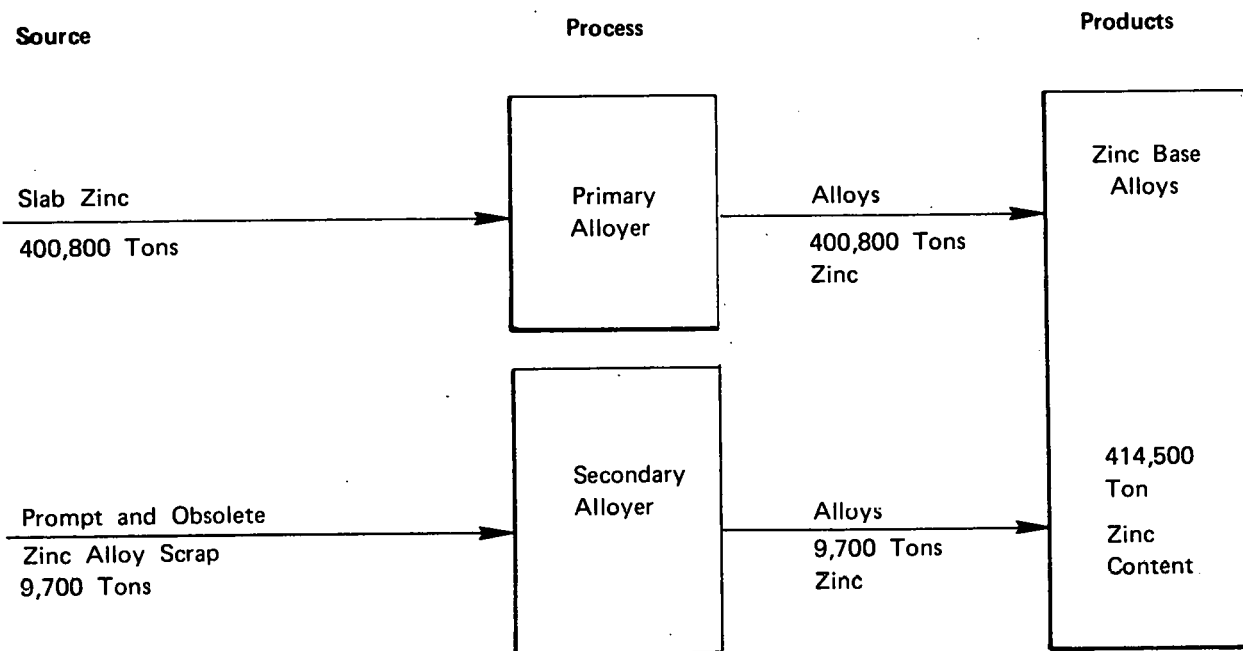 Source
Process
Products
Slab Zinc
400,800 Tons
Primary
Alloyer
Alloys
400,800 Tons
Zinc
Zinc Base
Alloys
Prompt and Obsolete
Zinc Alloy Scrap
9,700 Tons
Secondary
Alloyer
Alloys
9,700 Tons
Zinc
414,500
Ton
Zinc
Content